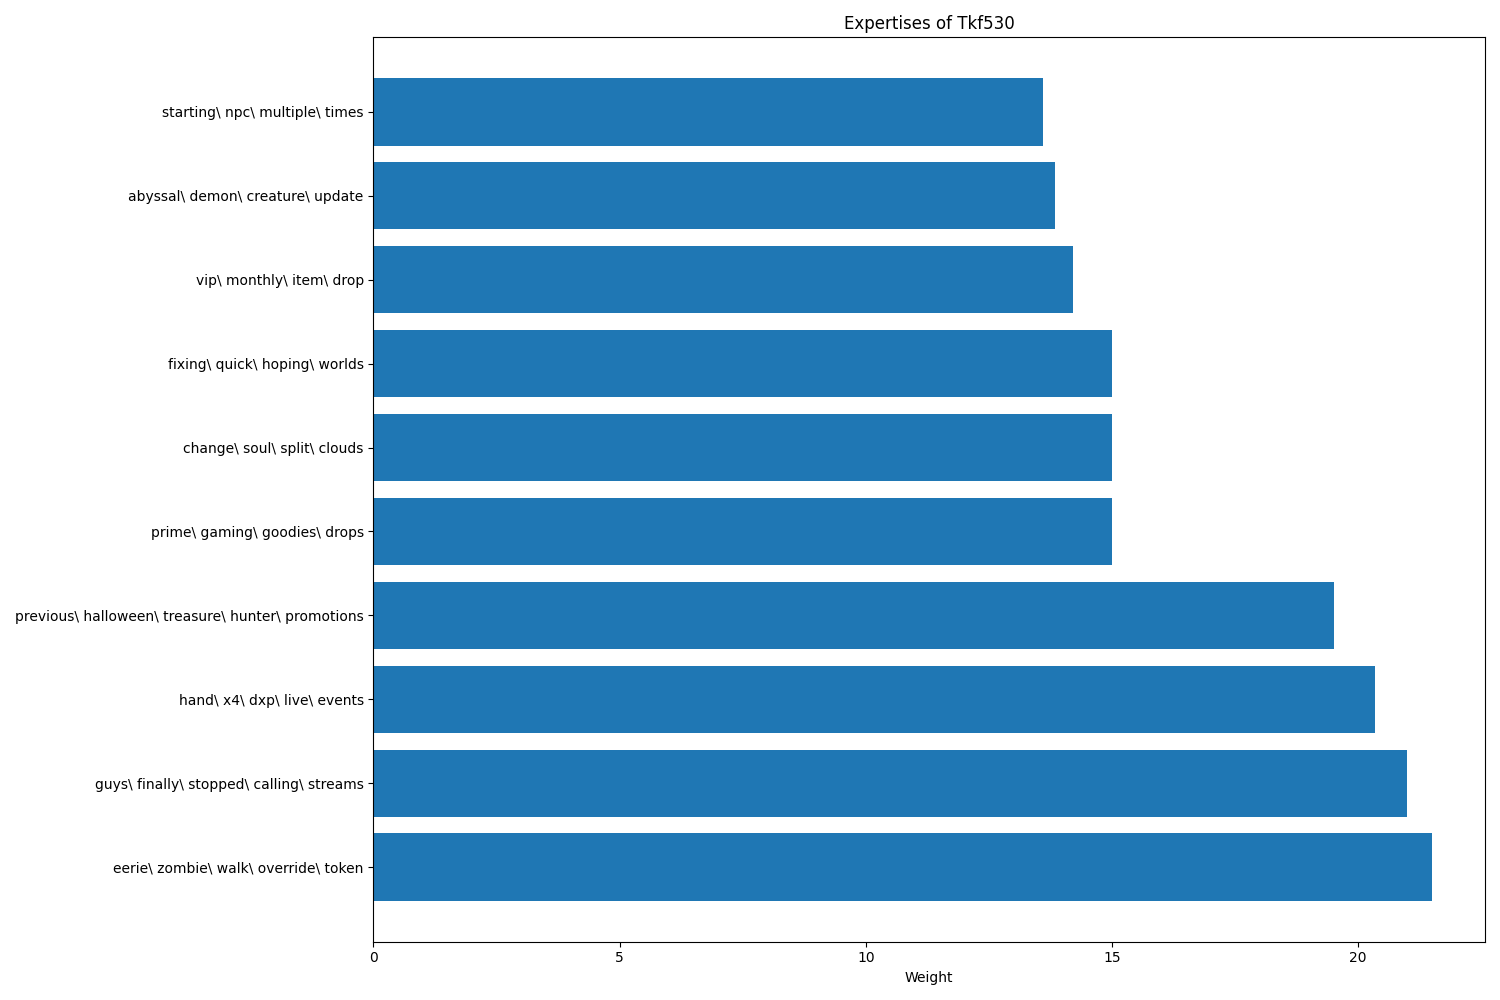 Expertises of Tkf530
starting\ npc\ multiple\ times
abyssal\ demon\ creature\ update
vip\ monthly\ item\ drop
fixing\ quick\ hoping\ worlds
change\ soul\ split\ clouds
prime\ gaming\ goodies\ drops
previous\ halloween\ treasure\ hunter\ promotions
hand\ x4\ dxp\ live\ events
guys\ finally\ stopped\ calling\ streams
eerie\ zombie\ walk\ override\ token
0 5 10 15 20
Weight